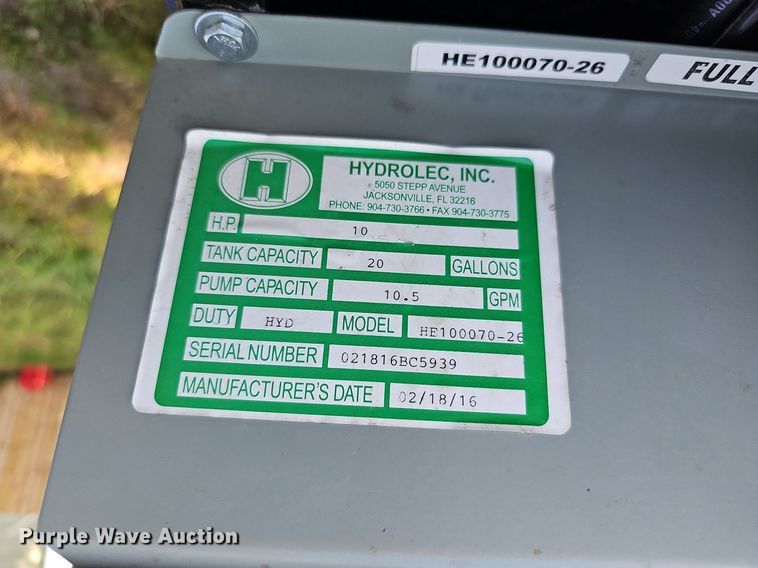 HE100070-26
FULL
H
HYDROLEC, INC.
5050 STEPP AVENUE
JACKSONVILLE, FL 32216
PHONE: 904-730-3766 • FAX 904-730-3775
H.P. 10
TANK CAPACITY 20 GALLONS
PUMP CAPACITY 10.5 GPM
DUTY HYD MODEL HE100070-26
SERIAL NUMBER 021816BC5939
MANUFACTURER'S DATE 02/18/16
Purple Wave Auction